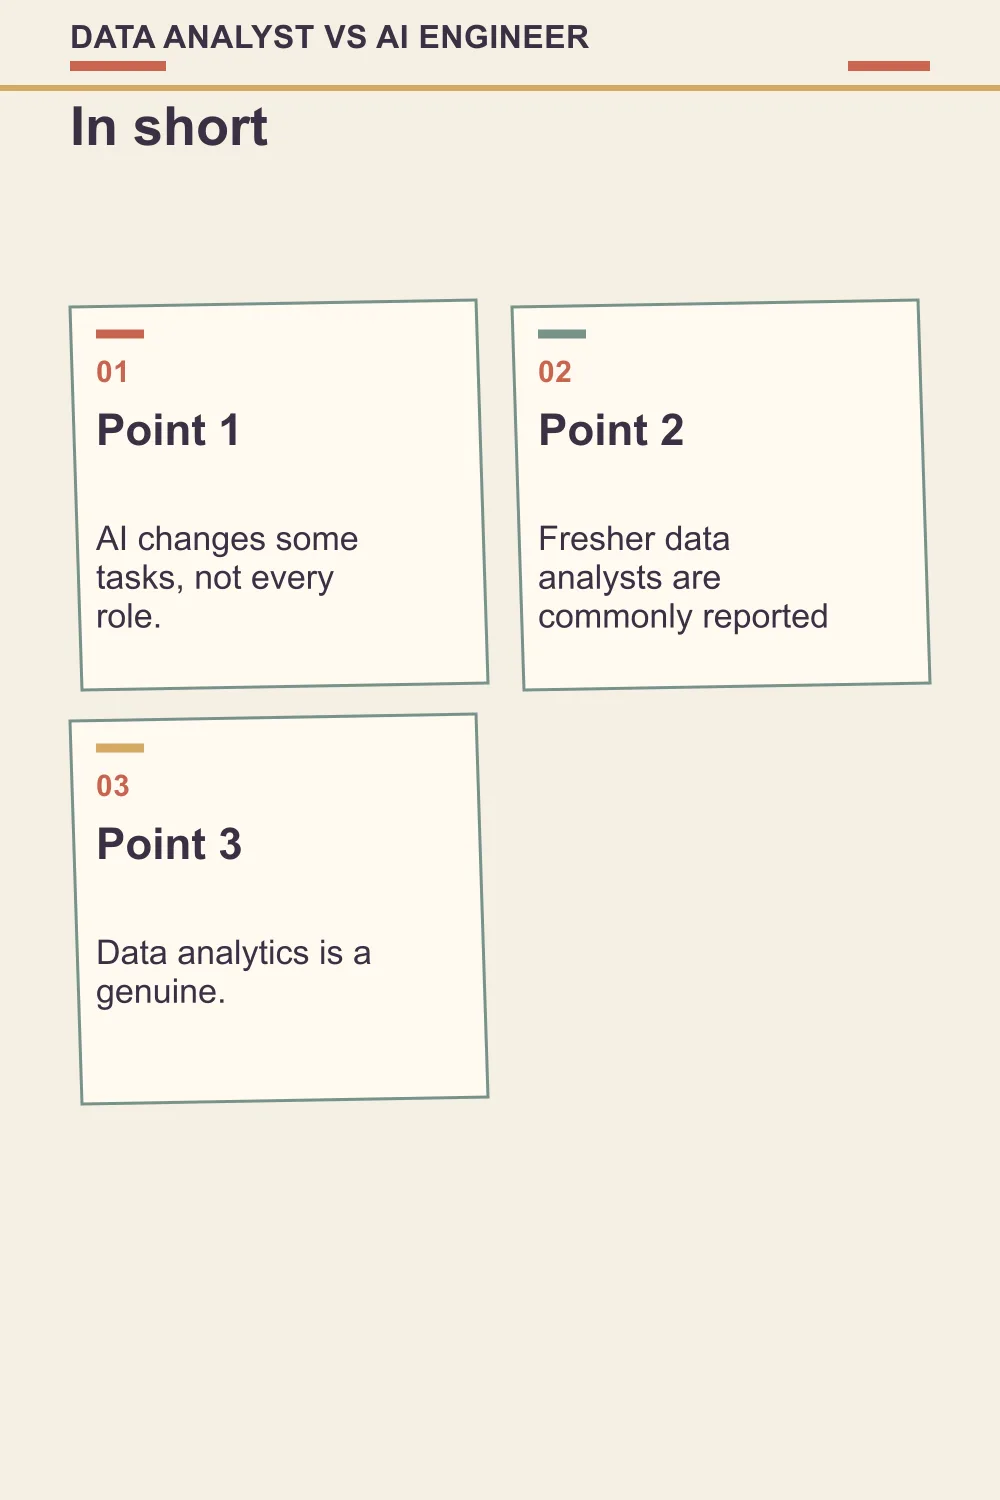 DATA ANALYST VS AI ENGINEER
In short
01
Point 1
AI changes some
tasks, not every
role.
02
Point 2
Fresher data
analysts are
commonly reported
03
Point 3
Data analytics is a
genuine.